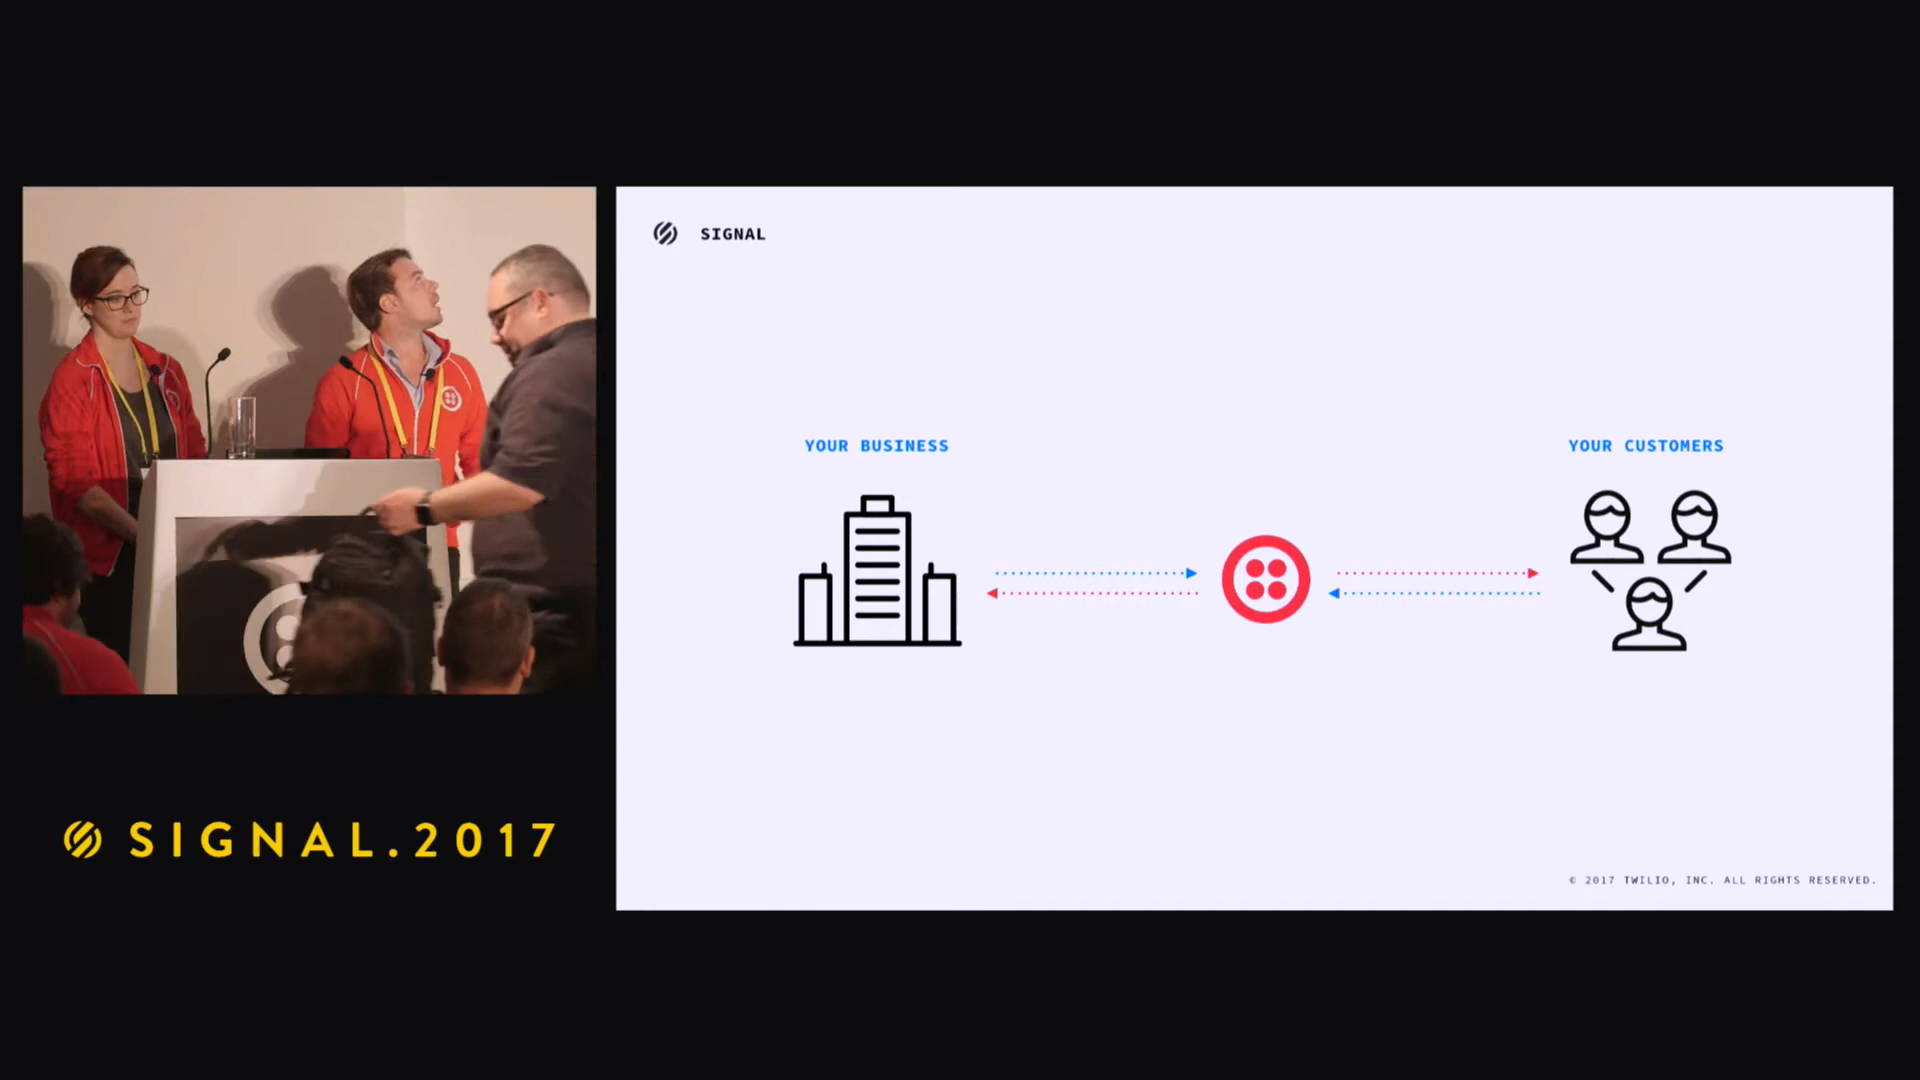 SIGNAL
YOUR BUSINESS
YOUR CUSTOMERS
© 2017 TWILIO, INC. ALL RIGHTS RESERVED.
SIGNAL.2017